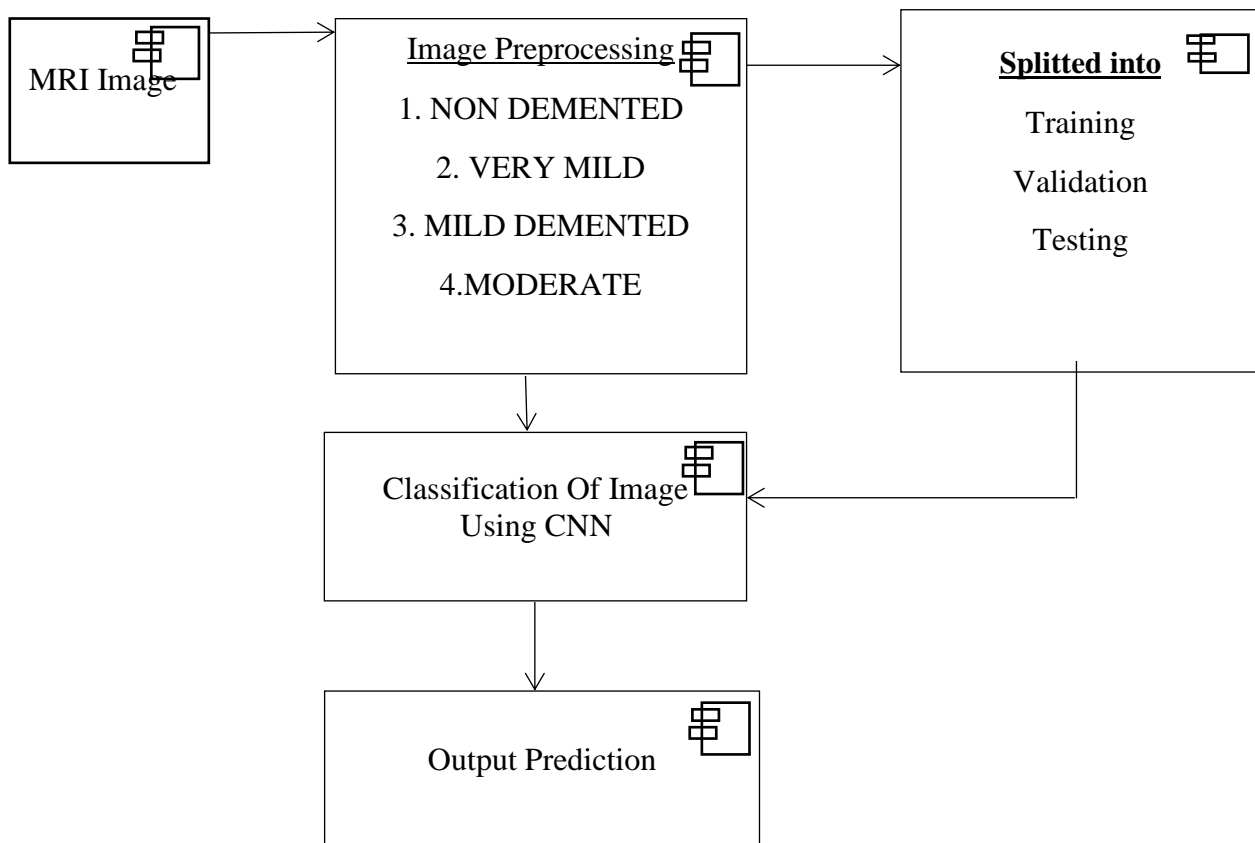 MRI Image
Image Preprocessing
1. NON DEMENTED
2. VERY MILD
3. MILD DEMENTED
4.MODERATE
Splitted into
Training
Validation
Testing
Classification Of Image
Using CNN
Output Prediction